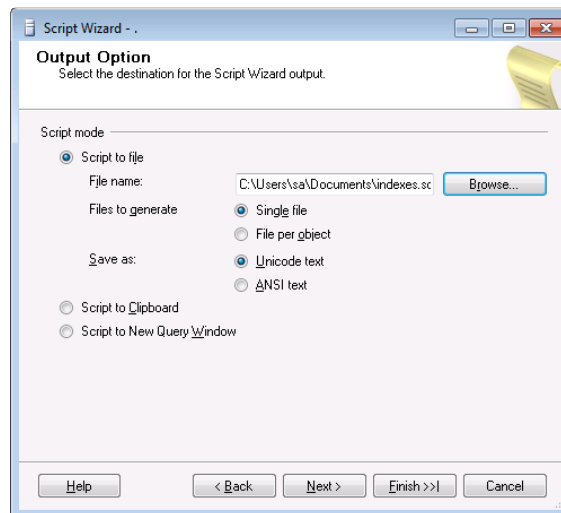 Script Wizard - .
Output Option
Select the destination for the Script Wizard output.
Script mode
Script to file
File name: C:\Users\sa\Documents\indexes.sc Browse...
Files to generate Single file
File per object
Save as: Unicode text
ANSI text
Script to Clipboard
Script to New Query Window
Help < Back Next > Finish >>| Cancel